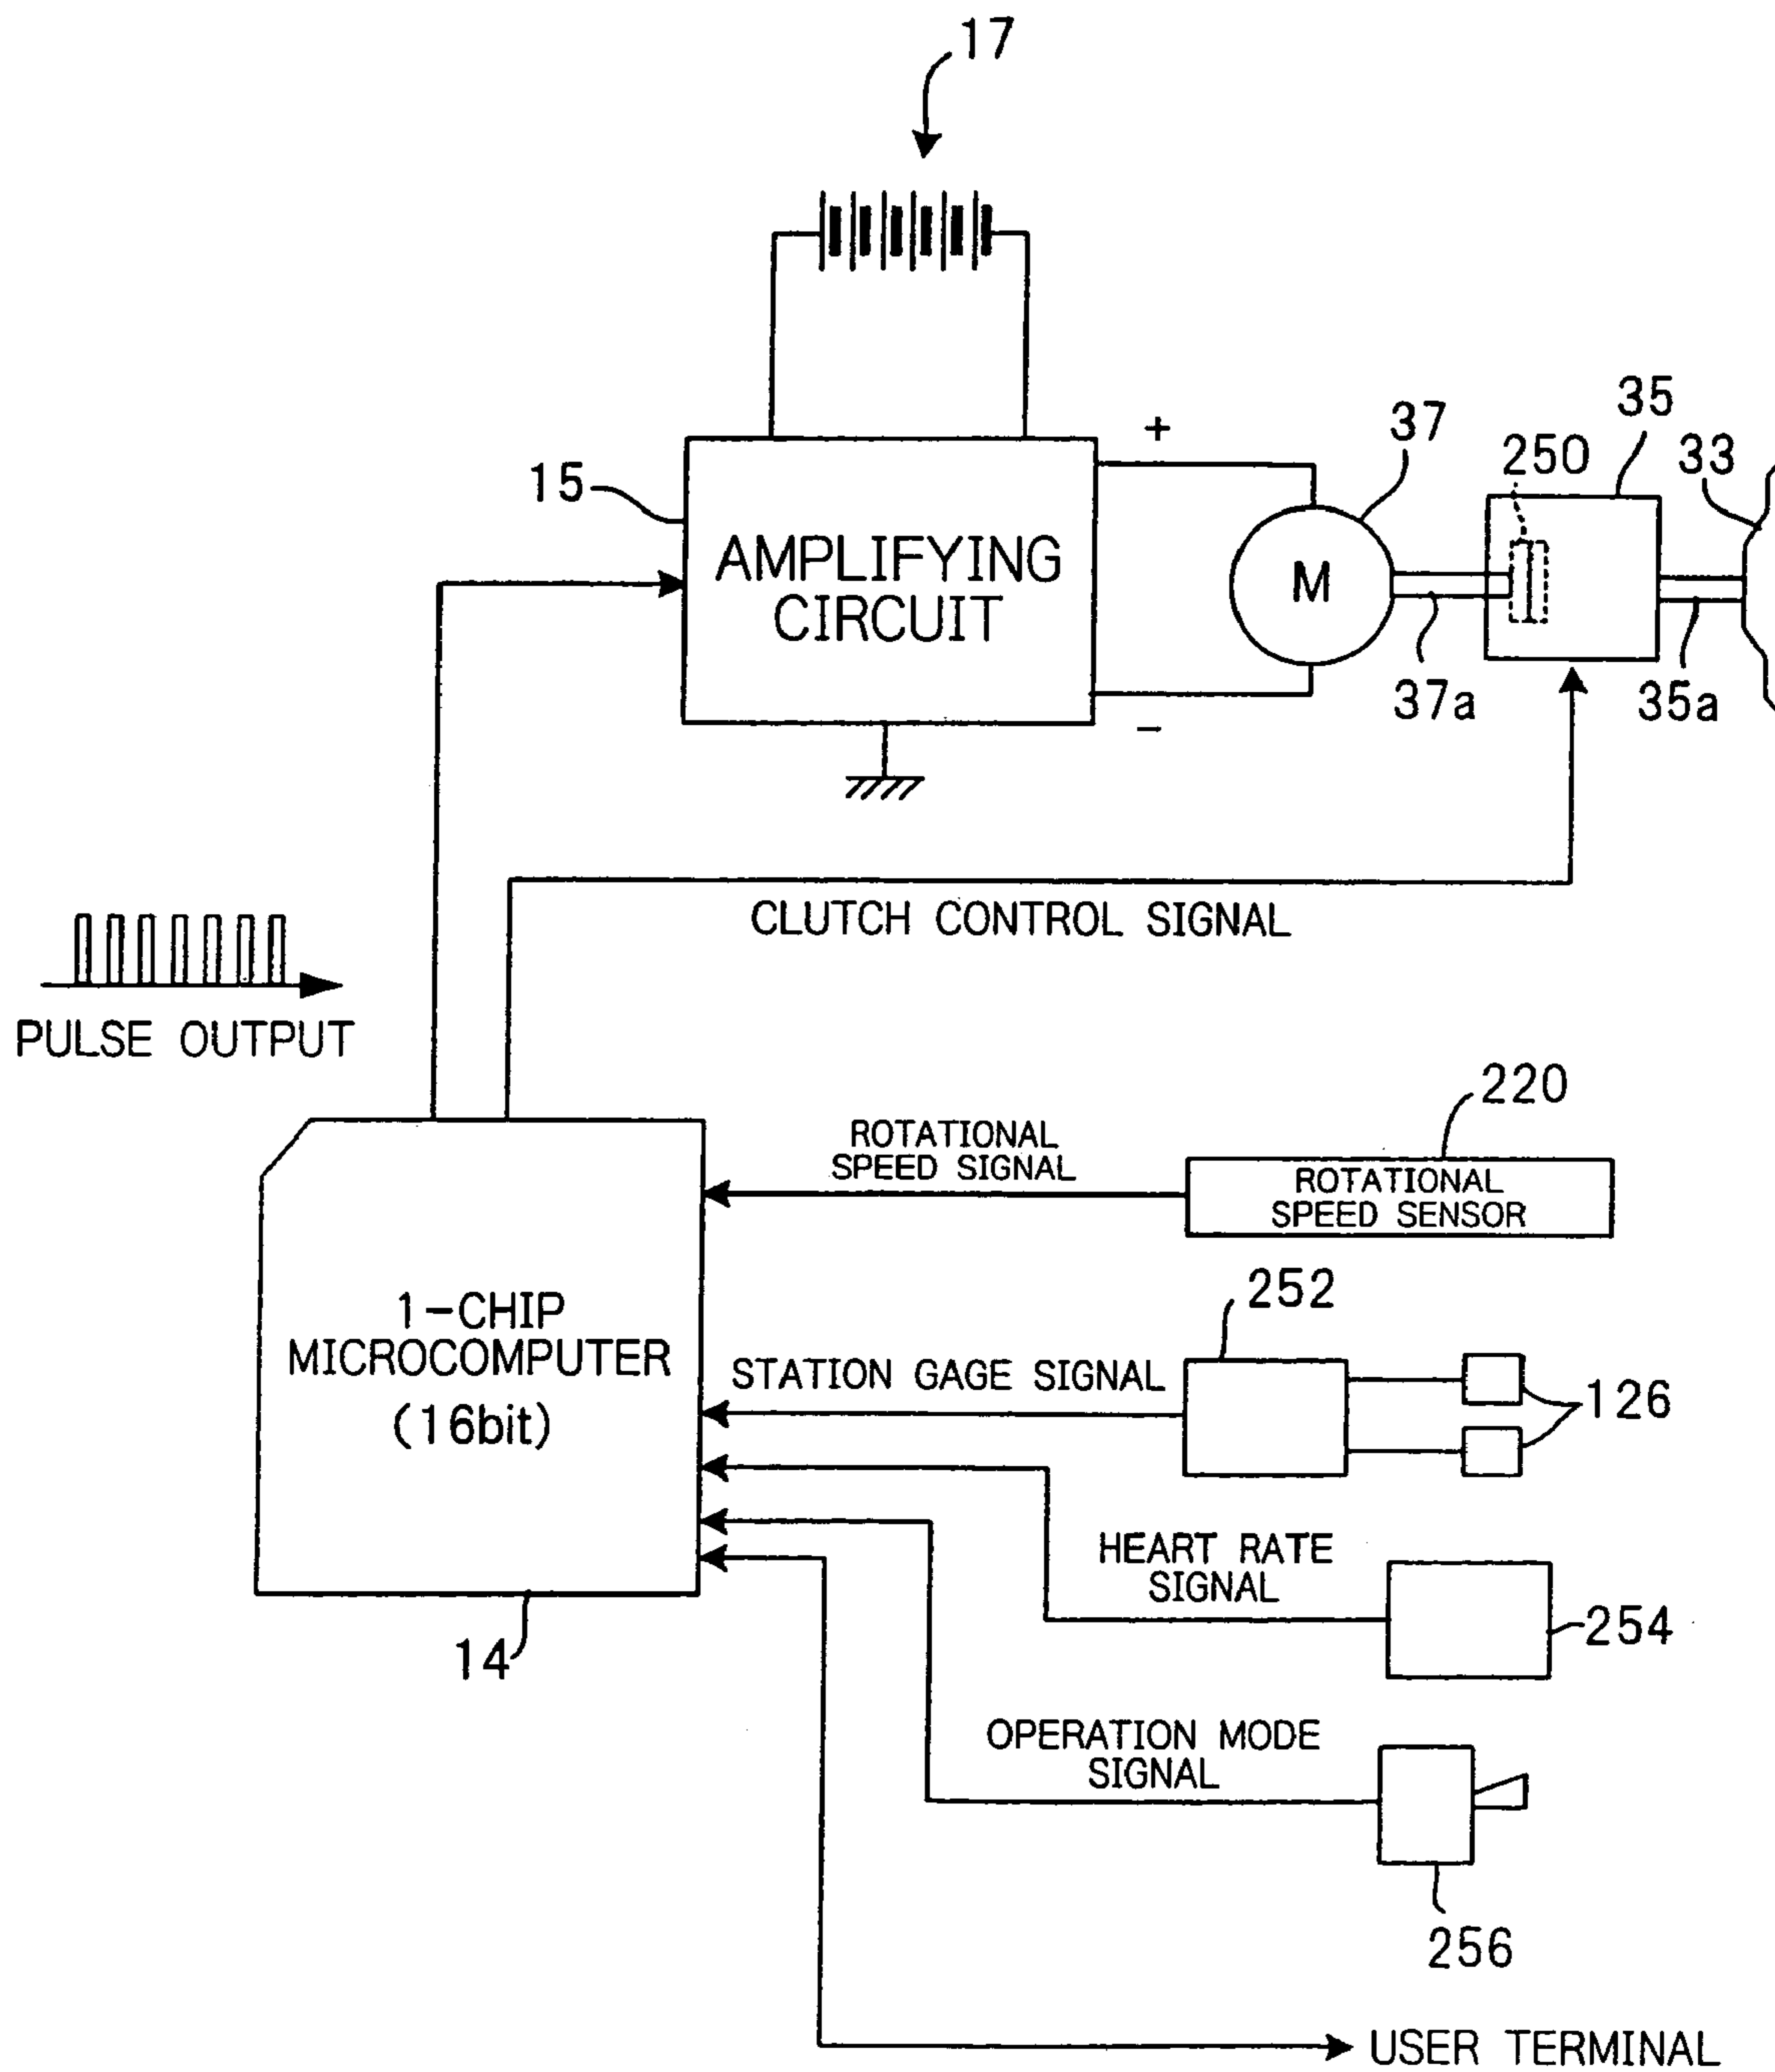 17
35
37
250
33
15
+
AMPLIFYING
CIRCUIT
M
37a
35a
−
CLUTCH CONTROL SIGNAL
PULSE OUTPUT
220
ROTATIONAL
SPEED SIGNAL
ROTATIONAL
SPEED SENSOR
252
1-CHIP
MICROCOMPUTER
(16bit)
STATION GAGE SIGNAL
126
HEART RATE
SIGNAL
254
14
OPERATION MODE
SIGNAL
256
USER TERMINAL